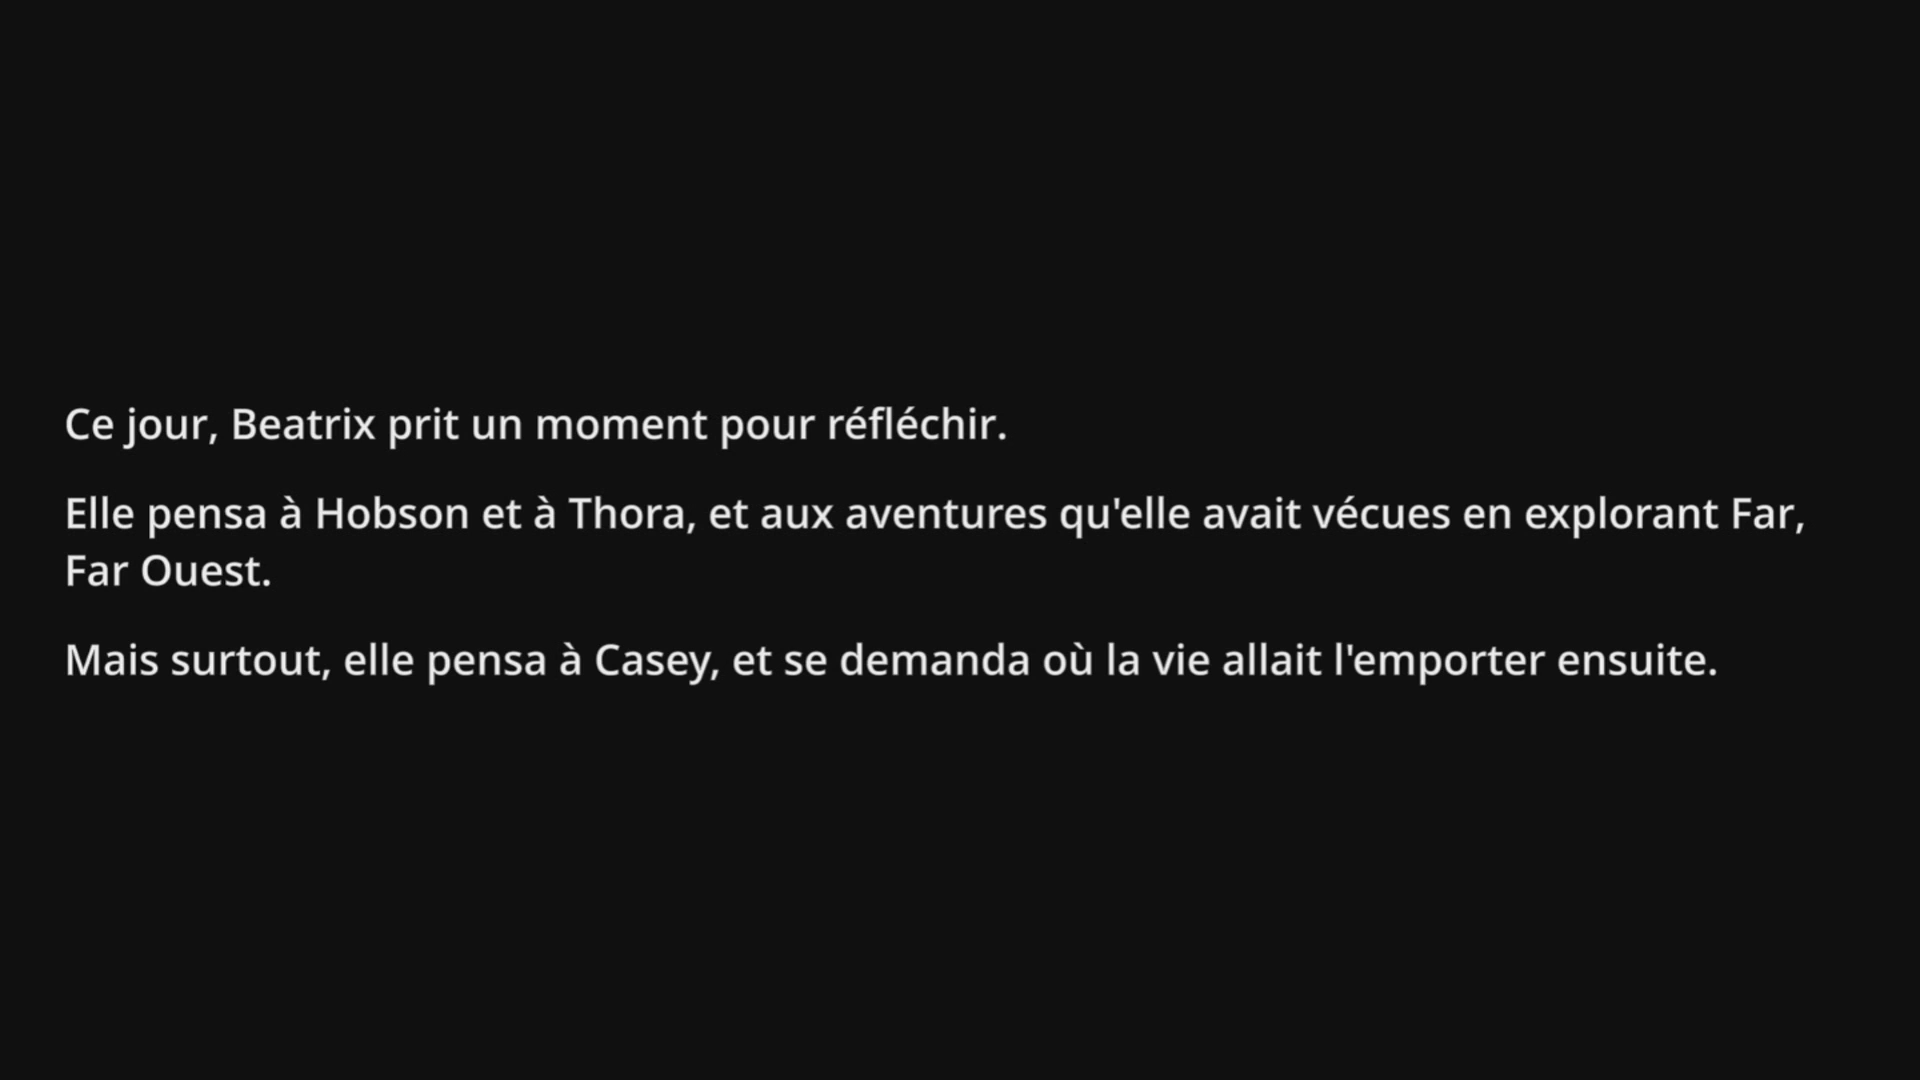 Ce jour, Beatrix prit un moment pour réfléchir.
Elle pensa à Hobson et à Thora, et aux aventures qu'elle avait vécues en explorant Far,
Far Ouest.
Mais surtout, elle pensa à Casey, et se demanda où la vie allait l'emporter ensuite.